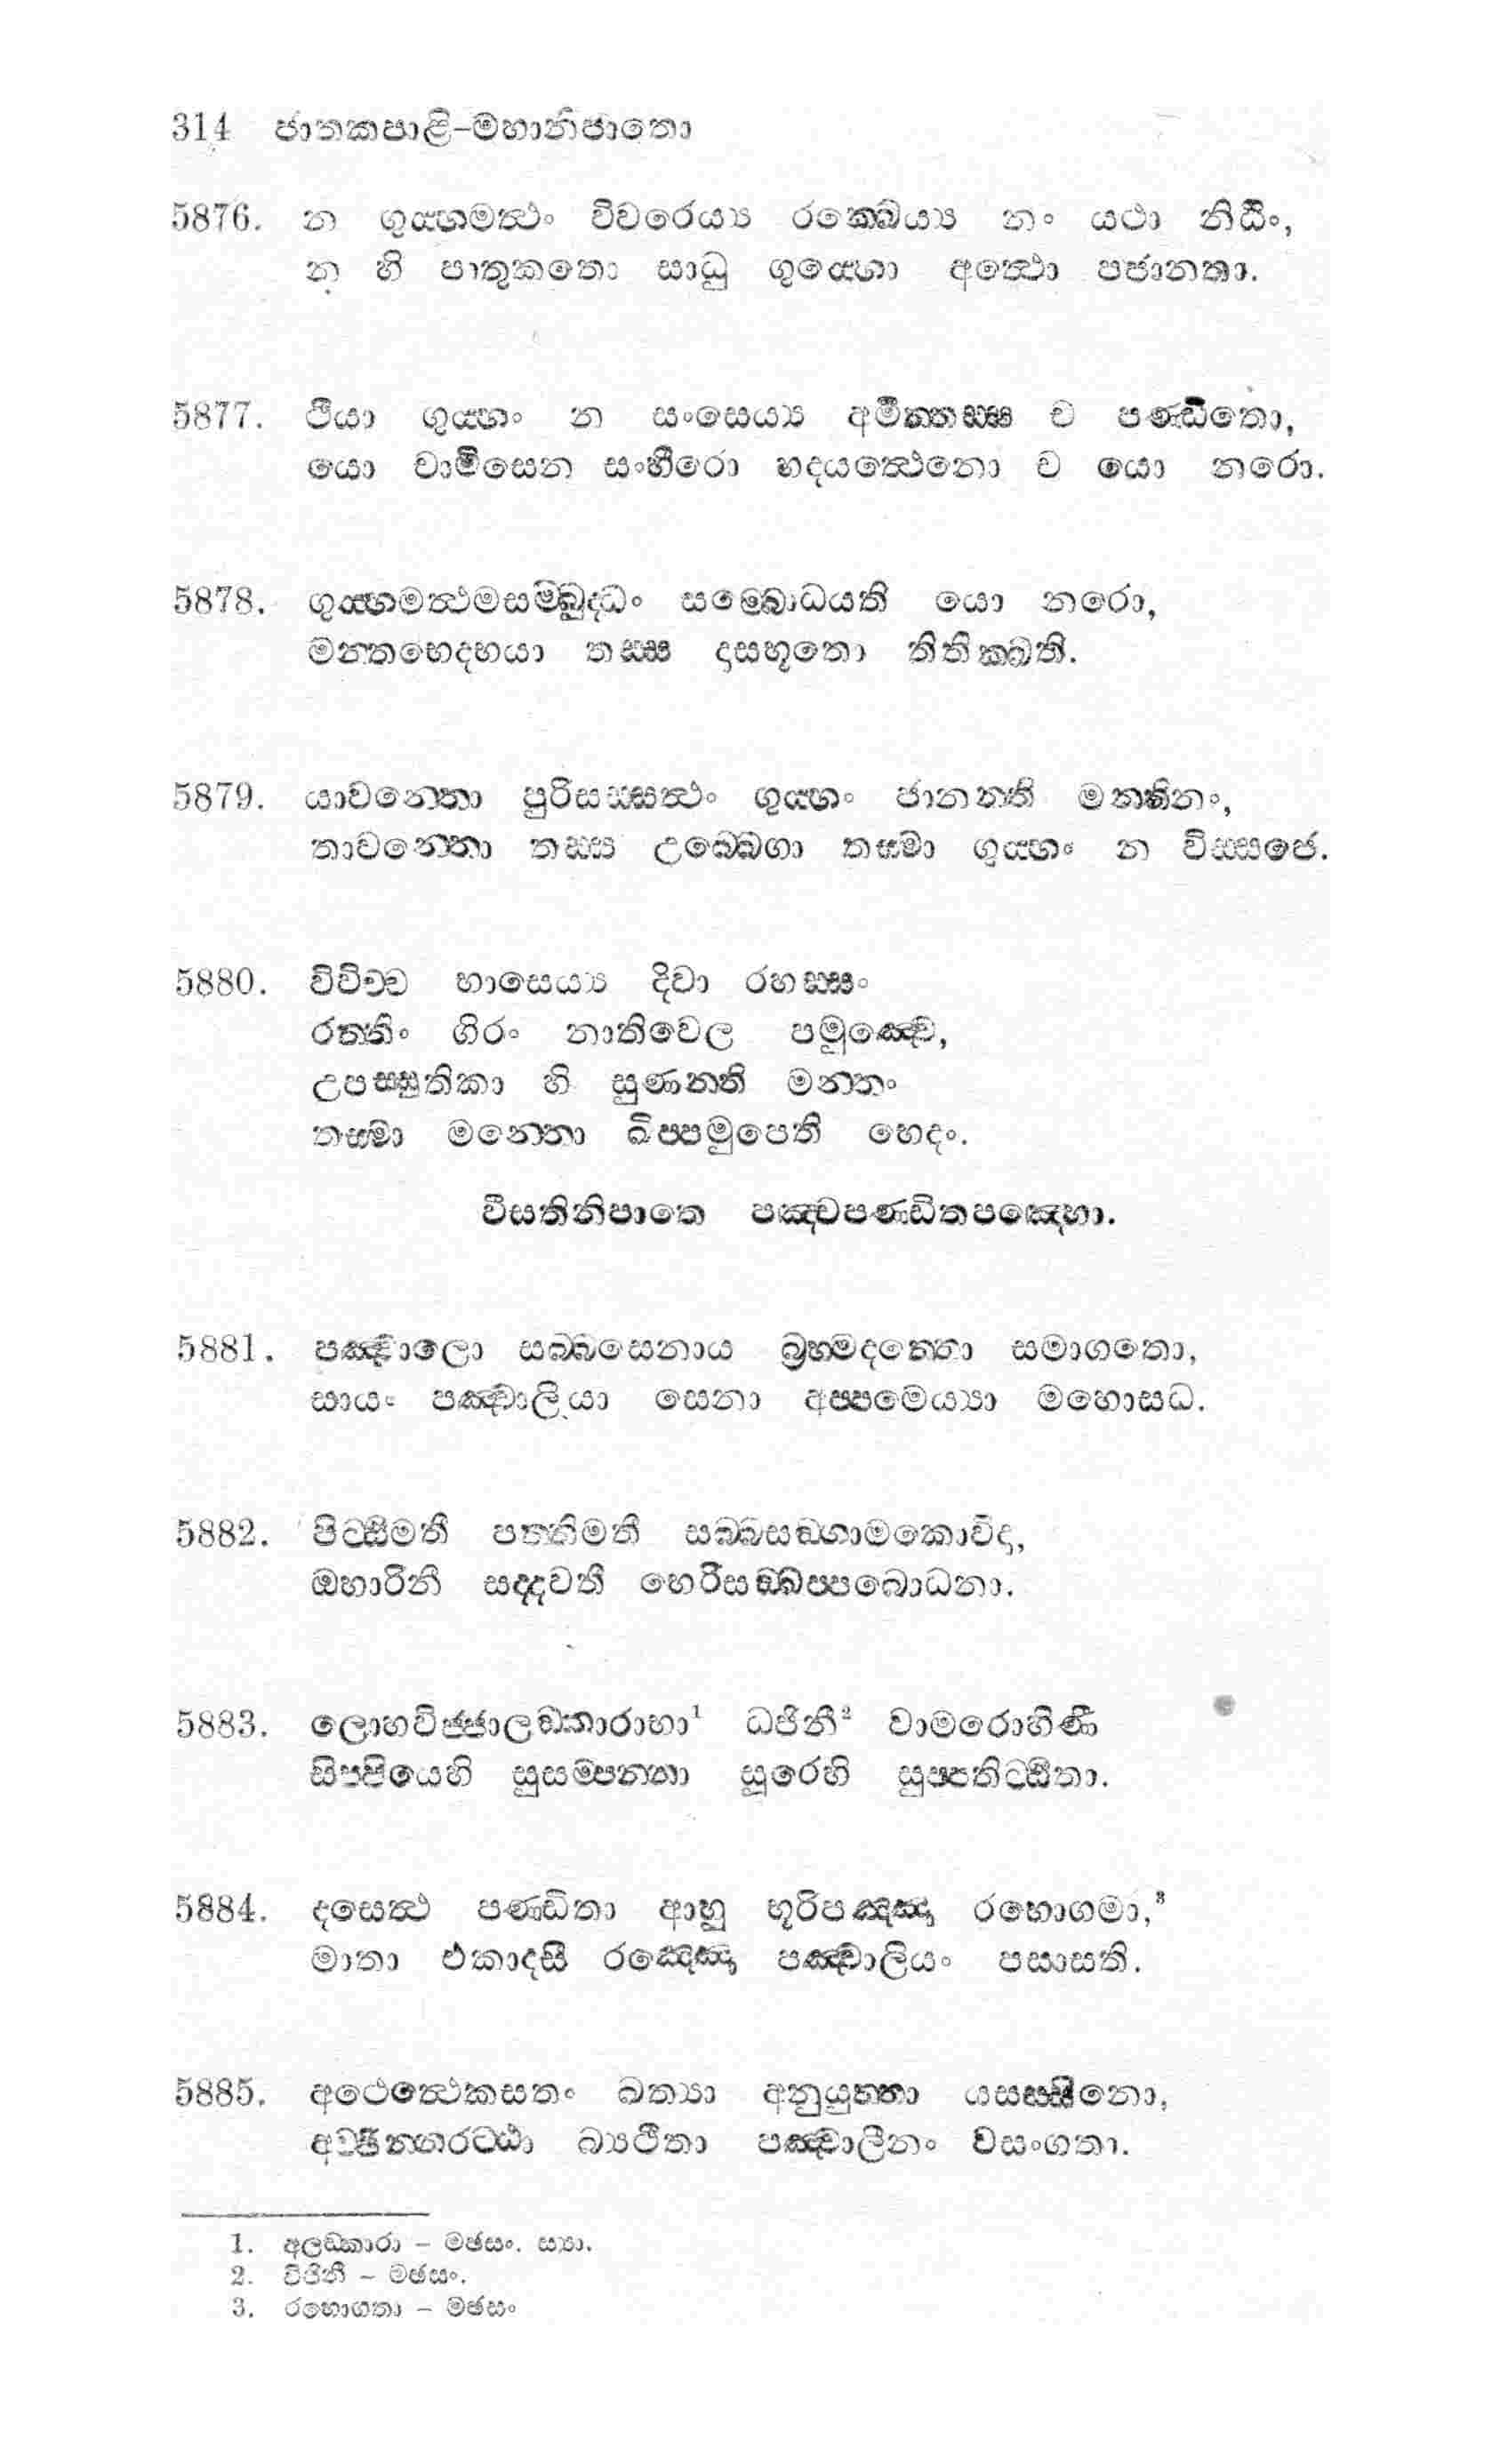 314 ජාතකපාළි-මහානිපාතො
5876. න ගුය්හමත්ථං විවරෙය්‍ය රක්ඛෙය්‍ය නං යථා නිධිං,
න හි පාතුකතො සාධු ගුය්හො අත්ථො පජානතා.
5877. ථියා ගුය්හං න සංසෙය්‍ය අමිත්තස්ස ච පණ්ඩිතො,
යො චාමිසෙන සංහීරො හදයත්ථෙනො ච යො නරො.
5878. ගුය්හමත්ථමසම්බුද්ධං සම්බොධයති යො නරො,
මන්තභෙදභයා තස්ස දාසභූතො තිතික්ඛති.
5879. යාවන්තො පුරිසස්සත්ථං ගුය්හං ජානන්ති මන්තිනං,
තාවන්තො තස්ස උබ්බෙගා තස්මා ගුය්හං න විස්සජෙ.
5880. විවිච්ච භාසෙය්‍ය දිවා රහස්සං
රත්තිං ගිරං නාතිවෙල පමුඤ්චෙ,
උපස්සුතිකා හි සුණන්ති මන්තං
තස්මා මන්තො ඛිප්පමුපෙති භෙදං.
වීසතිනිපාතෙ පඤ්චපණ්ඩිතපඤ්හො.
5881. පඤ්චාලො සබ්බසෙනාය බ්‍රහ්මදත්තො සමාගතො,
සායං පඤ්චාලියා සෙනා අප්පමෙය්‍යා මහොසධ.
5882. පිට්ඨිමතී පත්තිමතී සබ්බසඞ්ගාමකොවිදා,
ඔහාරිනී සද්දවතී භෙරිසඞ්ඛප්පබොධනා.
5883. ලොහවිජ්ජාලඞ්කාරාභා1 ධජිනී2 වාමරොහිණී
සිප්පියෙහි සුසම්පන්නා සූරෙහි සුප්පතිට්ඨිතා.
5884. දසෙත්ථ පණ්ඩිතා ආහු භූරිපඤ්ඤා රහොගමා,3
මාතා එකාදසී රඤ්ඤො පඤ්චාලියං පසාසති.
5885. අථෙත්ථෙකසතං ඛත්‍යා අනුයුත්තා යසස්සිනො,
අච්ඡින්නරට්ඨා බ්‍යථිතා පඤ්චාලීනං වසංගතා.
1. අලඞ්කාරා - මඡසං. ස්‍යා.
2. විජිනී - මඡසං.
3. රහොගතා - මඡසං